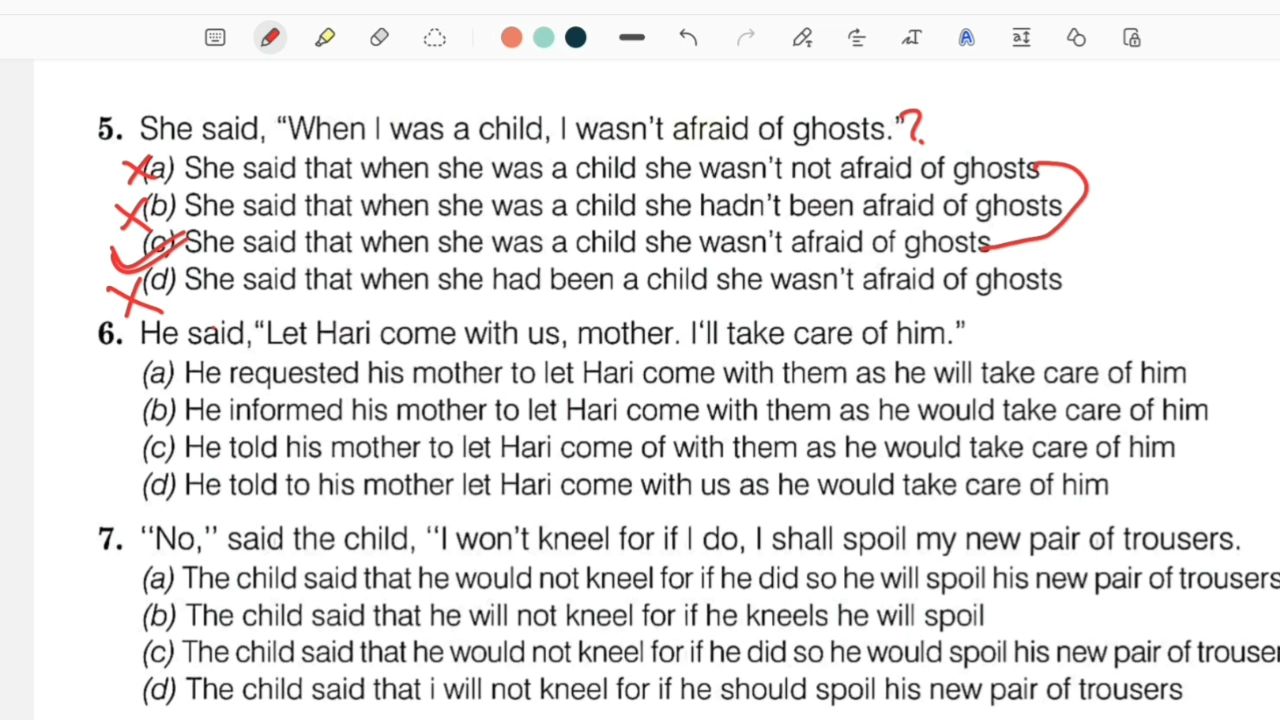 5. She said, “When I was a child, I wasn't afraid of ghosts.”?
(a) She said that when she was a child she wasn't not afraid of ghosts
(b) She said that when she was a child she hadn't been afraid of ghosts
(c) She said that when she was a child she wasn't afraid of ghosts
(d) She said that when she had been a child she wasn't afraid of ghosts
6. He said,“Let Hari come with us, mother. I'll take care of him.”
(a) He requested his mother to let Hari come with them as he will take care of him
(b) He informed his mother to let Hari come with them as he would take care of him
(c) He told his mother to let Hari come of with them as he would take care of him
(d) He told to his mother let Hari come with us as he would take care of him
7. “No,” said the child, “I won't kneel for if I do, I shall spoil my new pair of trousers.
(a) The child said that he would not kneel for if he did so he will spoil his new pair of trousers
(b) The child said that he will not kneel for if he kneels he will spoil
(c) The child said that he would not kneel for if he did so he would spoil his new pair of trouser
(d) The child said that i will not kneel for if he should spoil his new pair of trousers